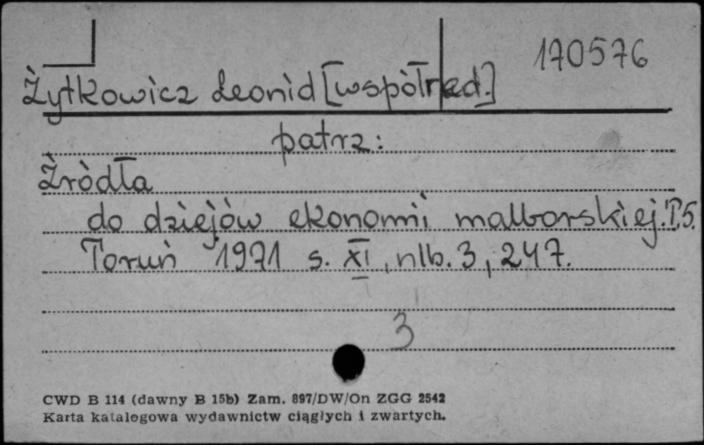 170576
Żytkowicz Leonid [współred.]
patrz:
Źródła
do dziejów ekonomii malborskiej. T. 5.
Toruń 1971 s. XI, nlb. 3, 247.
3
CWD B 114 (dawny B 15b) Zam. 897/DW/On ZGG 2542
Karta katalogowa wydawnictw ciągłych i zwartych.